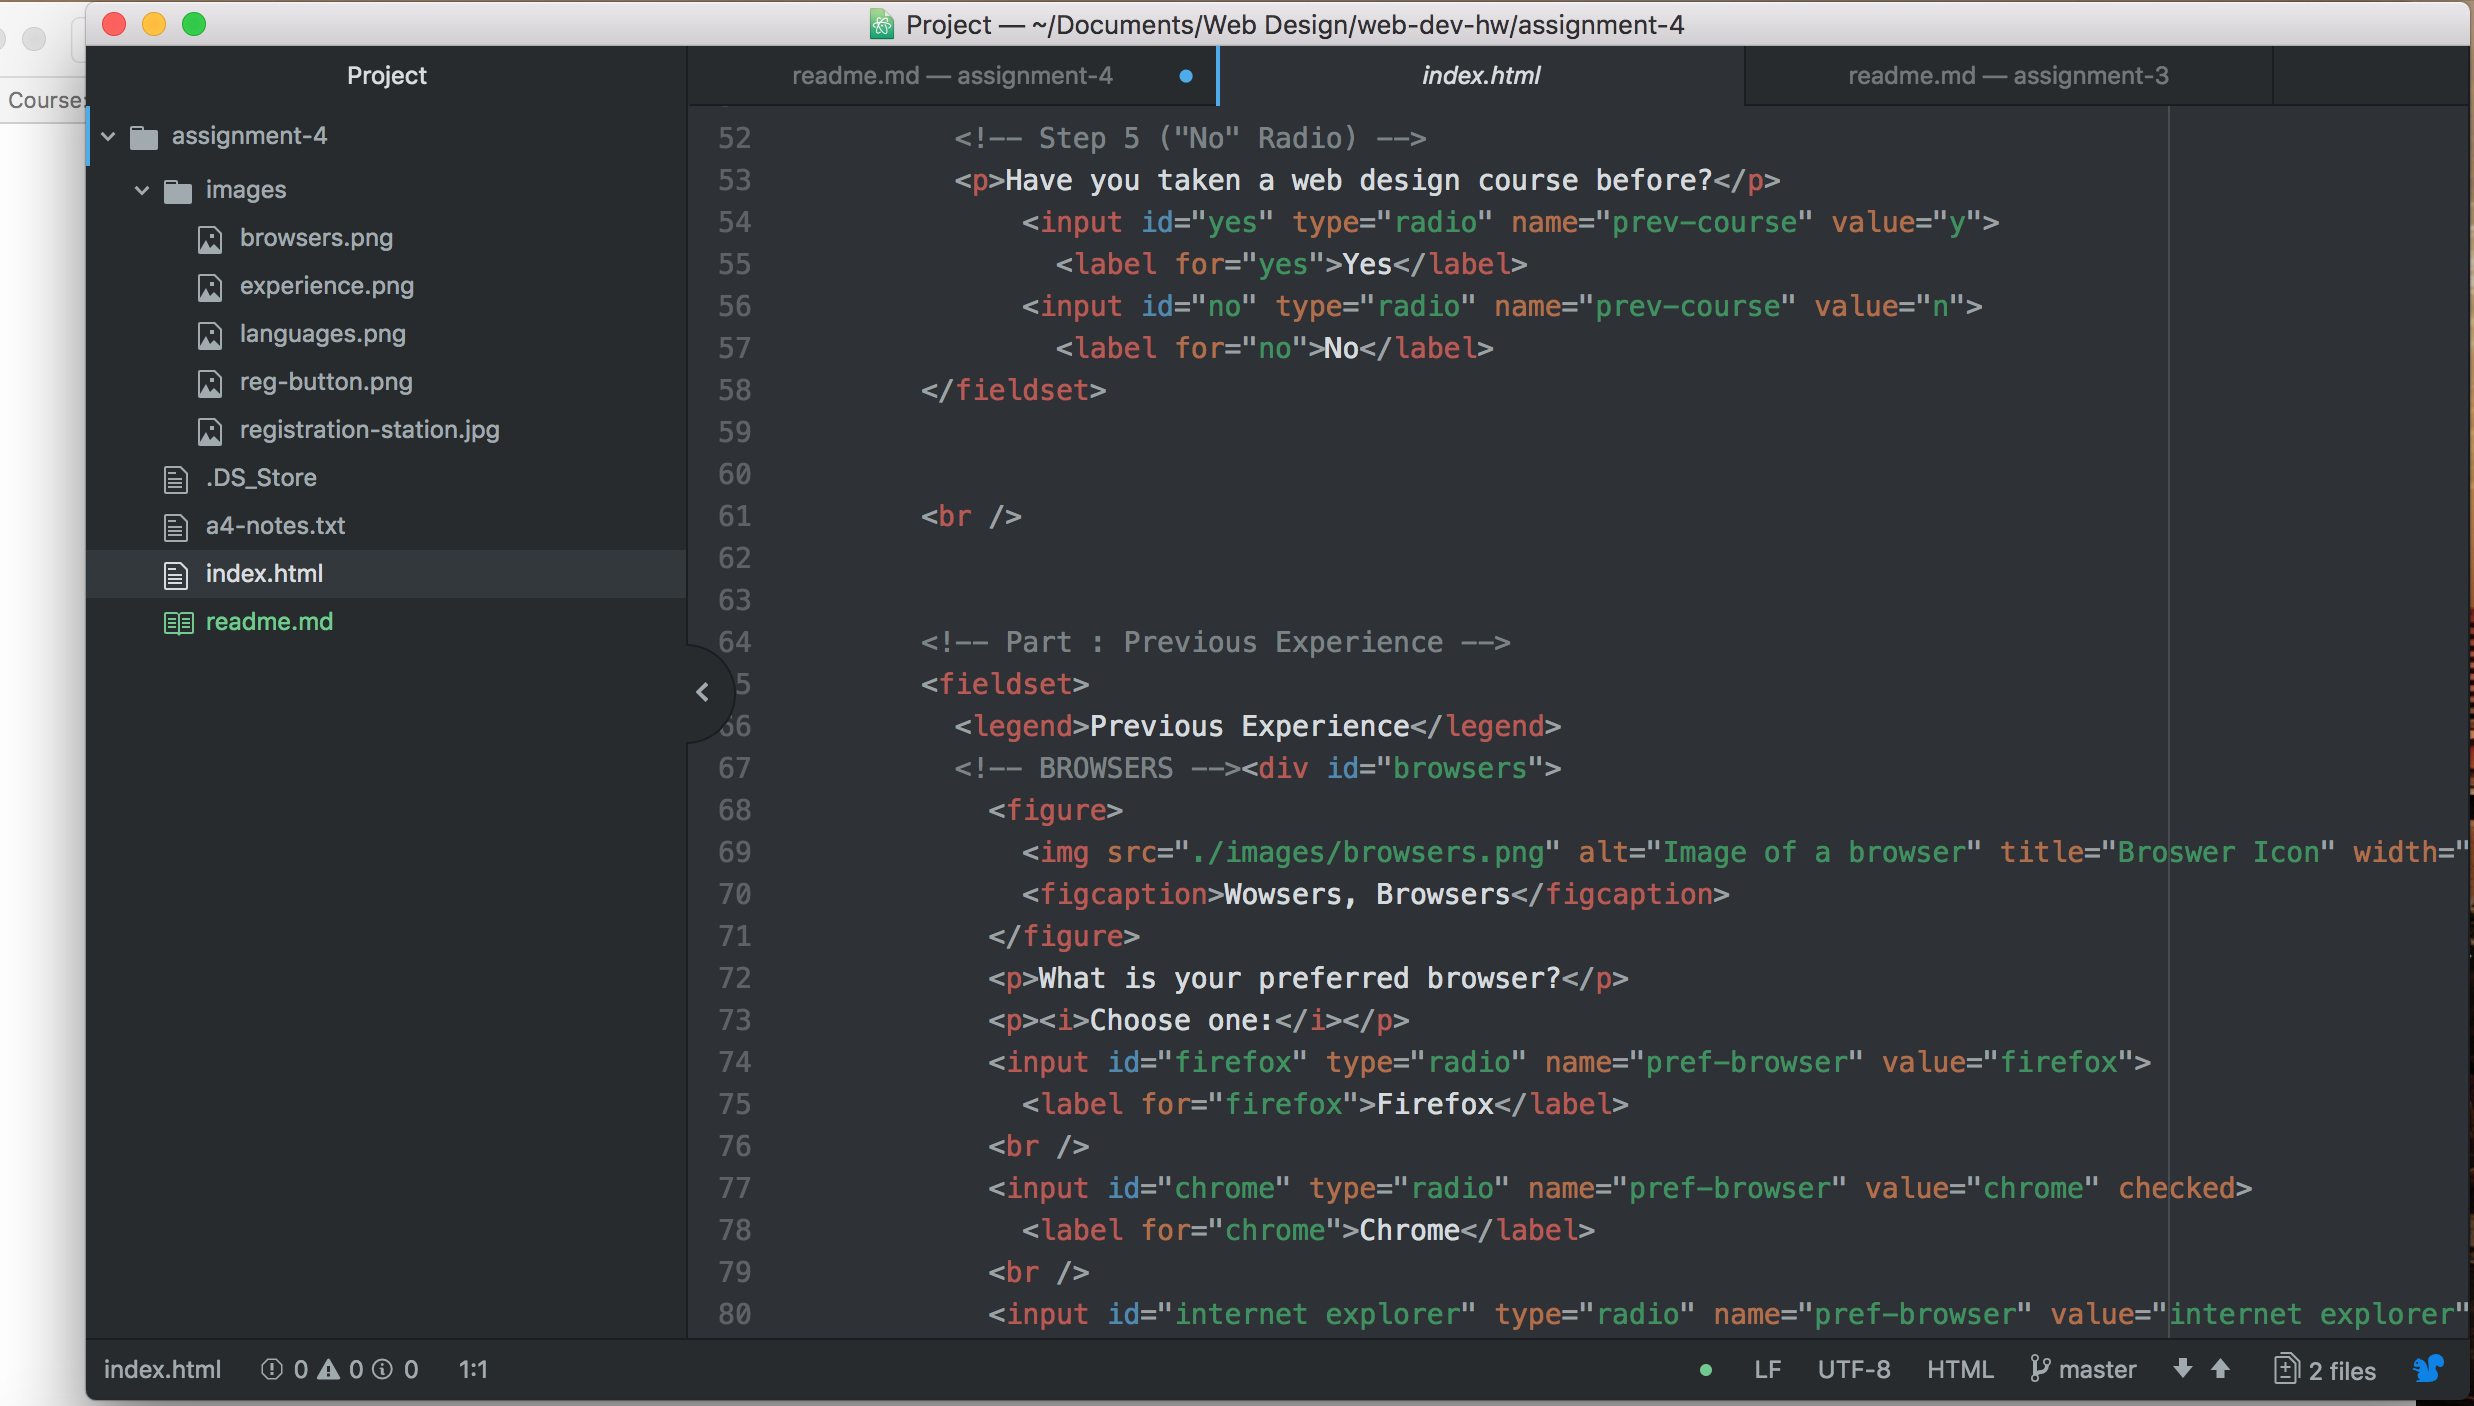 Project — ~/Documents/Web Design/web-dev-hw/assignment-4
Course
Project
readme.md — assignment-4
index.html
readme.md — assignment-3
assignment-4
images
browsers.png
experience.png
languages.png
reg-button.png
registration-station.jpg
.DS_Store
a4-notes.txt
index.html
readme.md
52 <!-- Step 5 ("No" Radio) -->
53 <p>Have you taken a web design course before?</p>
54 <input id="yes" type="radio" name="prev-course" value="y">
55 <label for="yes">Yes</label>
56 <input id="no" type="radio" name="prev-course" value="n">
57 <label for="no">No</label>
58 </fieldset>
59
60
61 <br />
62
63
64 <!-- Part : Previous Experience -->
5 <fieldset>
66 <legend>Previous Experience</legend>
67 <!-- BROWSERS --><div id="browsers">
68 <figure>
69 <img src="./images/browsers.png" alt="Image of a browser" title="Broswer Icon" width="
70 <figcaption>Wowsers, Browsers</figcaption>
71 </figure>
72 <p>What is your preferred browser?</p>
73 <p><i>Choose one:</i></p>
74 <input id="firefox" type="radio" name="pref-browser" value="firefox">
75 <label for="firefox">Firefox</label>
76 <br />
77 <input id="chrome" type="radio" name="pref-browser" value="chrome" checked>
78 <label for="chrome">Chrome</label>
79 <br />
80 <input id="internet explorer" type="radio" name="pref-browser" value="internet explorer"
index.html 0 0 0 1:1 LF UTF-8 HTML master 2 files